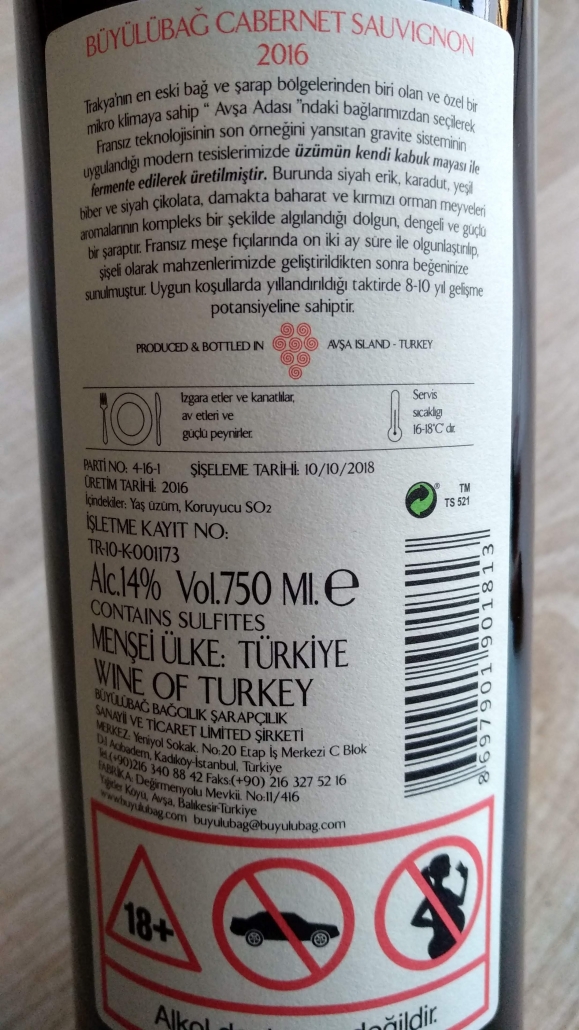 BÜYÜLÜBAĞ CABERNET SAUVIGNON
2016
Trakya'nın en eski bağ ve şarap bölgelerinden biri olan ve özel bir
mikro klimaya sahip “ Avşa Adası ”ndaki bağlarımızdan seçilerek
Fransız teknolojisinin son örneğini yansıtan gravite sisteminin
uygulandığı modern tesislerimizde üzümün kendi kabuk mayası ile
fermente edilerek üretilmiştir. Burunda siyah erik, karadut, yeşil
biber ve siyah çikolata, damakta baharat ve kırmızı orman meyveleri
aromalarının kompleks bir şekilde algılandığı dolgun, dengeli ve güçlü
bir şaraptır. Fransız meşe fıçılarında on iki ay süre ile olgunlaştırılıp,
şişeli olarak mahzenlerimizde geliştirildikten sonra beğeninize
sunulmuştur. Uygun koşullarda yıllandırıldığı taktirde 8-10 yıl gelişme
potansiyeline sahiptir.
PRODUCED & BOTTLED IN AVŞA ISLAND - TURKEY
Izgara etler ve kanatlılar,
av etleri ve
güçlü peynirler.
Servis
sıcaklığı
16-18°C' dir.
PARTİ NO: 4-16-1 ŞİŞELEME TARİHİ: 10/10/2018
ÜRETİM TARİHİ: 2016
İçindekiler: Yaş üzüm, Koruyucu SO2
İŞLETME KAYIT NO:
TR-10-K-001173
® TM
TS 521
Alc.14% Vol.750 Ml. e
CONTAINS SULFITES
MENŞEİ ÜLKE: TÜRKİYE
WINE OF TURKEY
BÜYÜLÜBAĞ BAĞCILIK ŞARAPÇILIK
SANAYİİ VE TİCARET LİMİTED ŞİRKETİ
MERKEZ: Yeniyol Sokak. No:20 Etap İş Merkezi C Blok
D:1 Acıbadem, Kadıköy-İstanbul, Türkiye
Tel.(+90)216 340 88 42 Faks:(+90) 216 327 52 16
FABRİKA: Değirmenyolu Mevkii. No:11/416
Yiğitler Köyü, Avşa, Balıkesir-Türkiye
www.buyulubag.com buyulubag@buyulubag.com
8697901901813
18+
Alkol değildir.